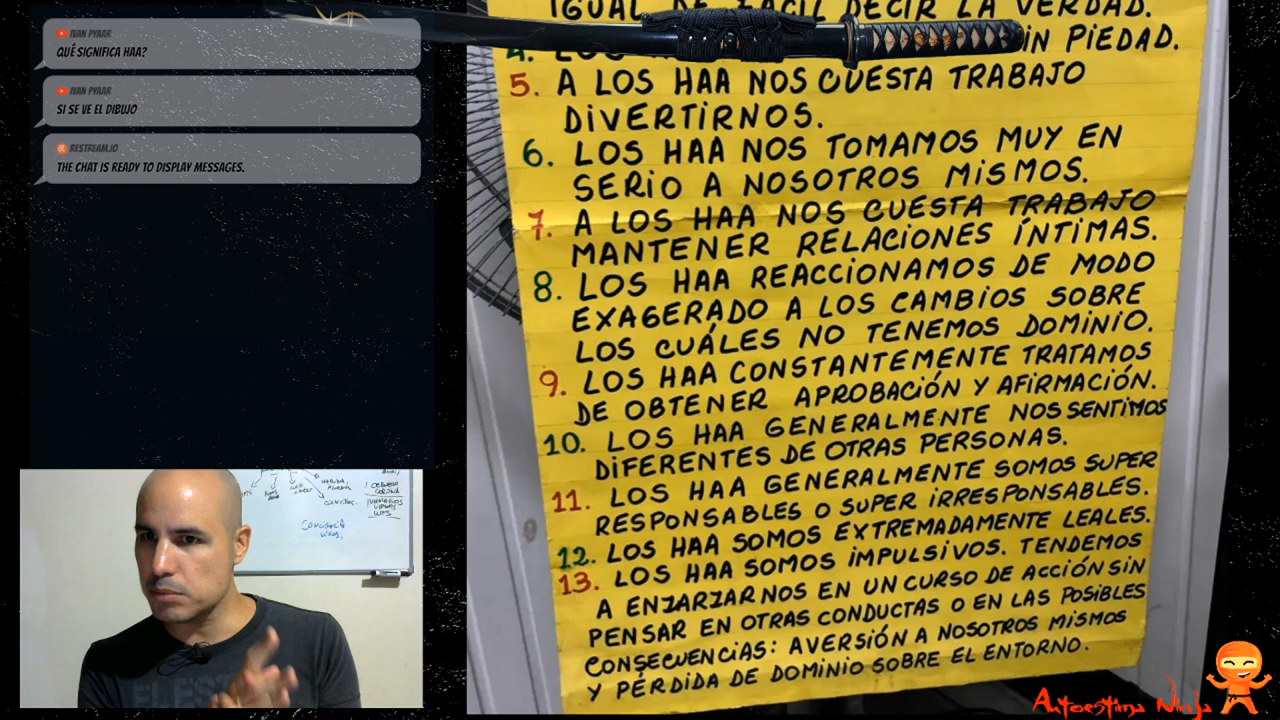 IVAN PYAAR
QUÉ SIGNIFICA HAA?
IVAN PYAAR
SI SE VE EL DIBUJO
RESTREAM.IO
THE CHAT IS READY TO DISPLAY MESSAGES.
IGUAL DE FÁCIL DECIR LA VERDAD.
4. LOS
PIEDAD.
5. A LOS HAA NOS CUESTA TRABAJO
DIVERTIRNOS.
6. LOS HAA NOS TOMAMOS MUY EN
SERIO A NOSOTROS MISMOS.
7. A LOS HAA NOS CUESTA TRABAJO
MANTENER RELACIONES ÍNTIMAS.
8. LOS HAA REACCIONAMOS DE MODO
EXAGERADO A LOS CAMBIOS SOBRE
LOS CUÁLES NO TENEMOS DOMINIO.
9. LOS HAA CONSTANTEMENTE TRATAMOS
DE OBTENER APROBACIÓN Y AFIRMACIÓN.
10. LOS HAA GENERALMENTE NOS SENTIMOS
DIFERENTES DE OTRAS PERSONAS.
11. LOS HAA GENERALMENTE SOMOS SUPER
RESPONSABLES O SUPER IRRESPONSABLES.
12. LOS HAA SOMOS EXTREMADAMENTE LEALES.
13. LOS HAA SOMOS IMPULSIVOS. TENDEMOS
A ENZARZARNOS EN UN CURSO DE ACCIÓN SIN
PENSAR EN OTRAS CONDUCTAS O EN LAS POSIBLES
CONSECUENCIAS: AVERSIÓN A NOSOTROS MISMOS
Y PÉRDIDA DE DOMINIO SOBRE EL ENTORNO.
CONCIENCIA
Autoestima Ninja